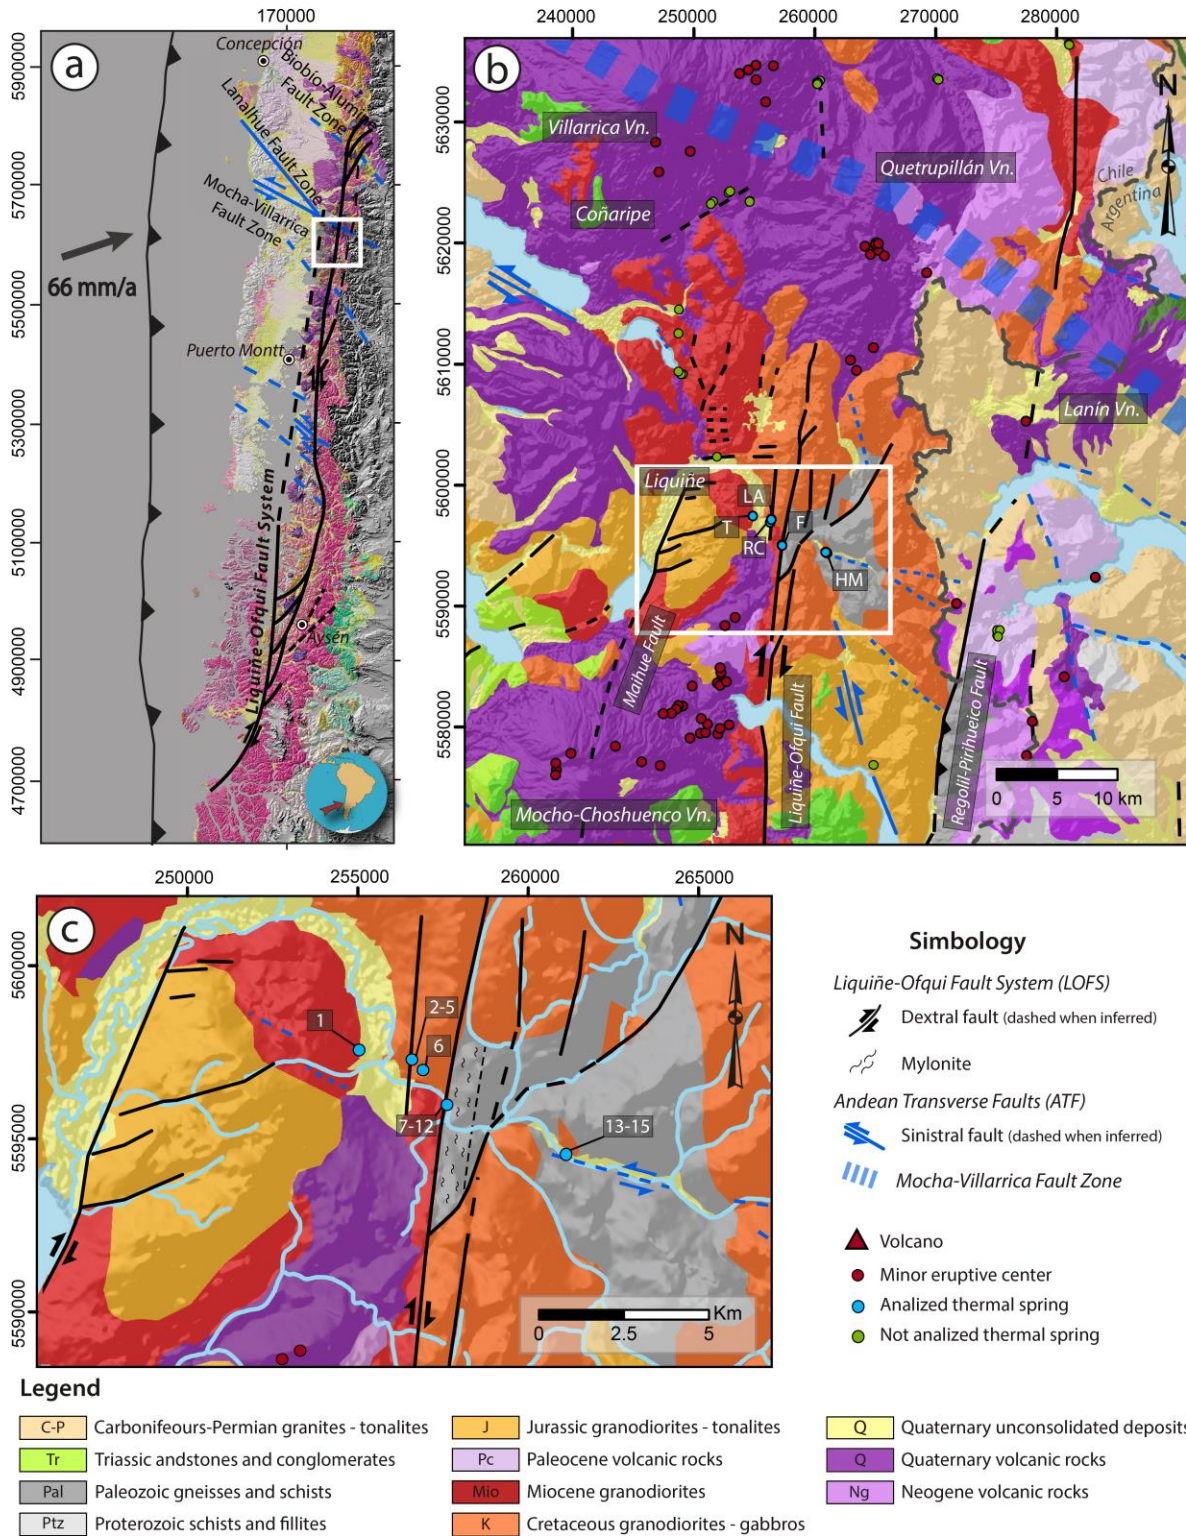 170000
a
5900000
5700000
5500000
5300000
5100000
4900000
4700000
Concepción
Biobío-Aluminé
Fault Zone
Lanalhue Fault Zone
Mocha-Villarrica
Fault Zone
66 mm/a
Puerto Montt
Liquiñe-Ofqui Fault System
Aysén
240000
250000
260000
270000
280000
b
5630000
5620000
5610000
5600000
5590000
5580000
N
Villarrica Vn.
Quetrupillán Vn.
Chile
Argentina
Coñaripe
Lanín Vn.
Liquiñe
LA
T
F
RC
HM
Maihue Fault
Liquiñe-Ofqui Fault
Regolil-Pirihueico Fault
Mocho-Choshuenco Vn.
0
5
10 km
250000
255000
260000
265000
c
5600000
5595000
5590000
N
1
2-5
6
7-12
13-15
Km
0
2.5
5
Simbology
Liquiñe-Ofqui Fault System (LOFS)
Dextral fault (dashed when inferred)
Mylonite
Andean Transverse Faults (ATF)
Sinistral fault (dashed when inferred)
Mocha-Villarrica Fault Zone
Volcano
Minor eruptive center
Analized thermal spring
Not analized thermal spring
Legend
C-P Carbonifeours-Permian granites - tonalites
Tr Triassic andstones and conglomerates
Pal Paleozoic gneisses and schists
Ptz Proterozoic schists and fillites
J Jurassic granodiorites - tonalites
Pc Paleocene volcanic rocks
Mio Miocene granodiorites
K Cretaceous granodiorites - gabbros
Q Quaternary unconsolidated deposits
Q Quaternary volcanic rocks
Ng Neogene volcanic rocks